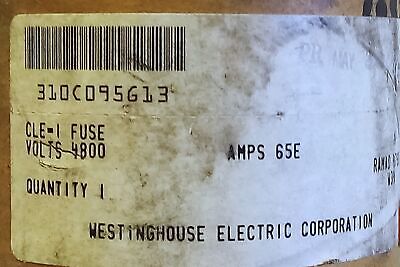 310C095G13
CLE-1 FUSE
VOLTS 4800 AMPS 65E
QUANTITY 1
WESTINGHOUSE ELECTRIC CORPORATION